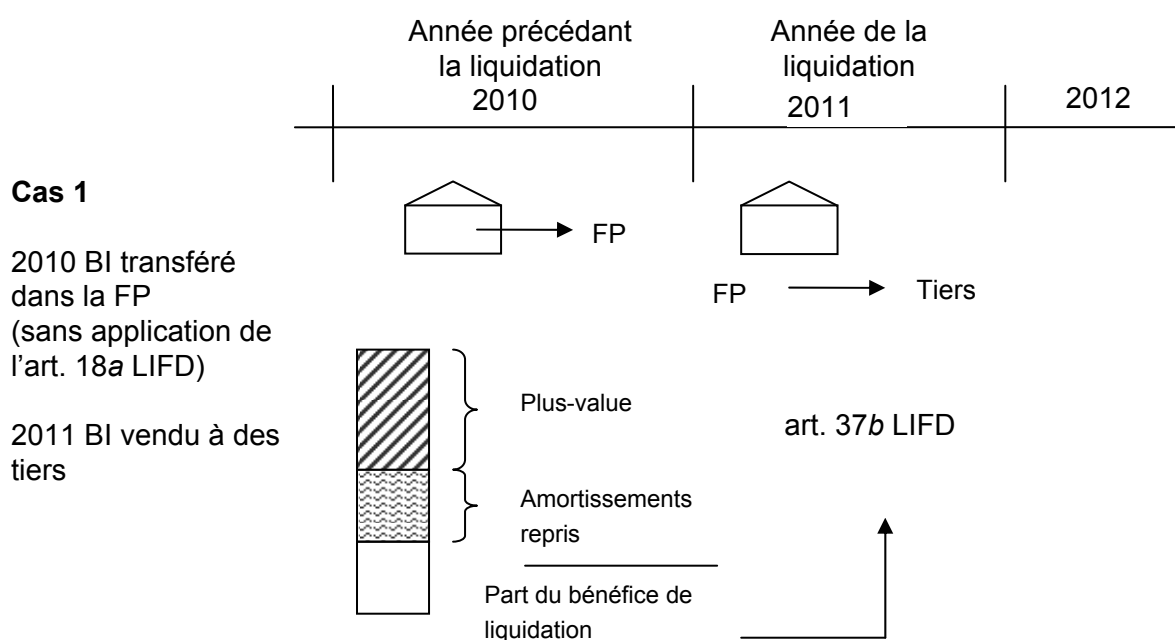 Année précédant
la liquidation
2010
Année de la
liquidation
2011
2012
Cas 1
2010 BI transféré
dans la FP
(sans application de
l'art. 18a LIFD)
2011 BI vendu à des
tiers
FP
FP
Tiers
Plus-value
Amortissements
repris
Part du bénéfice de
liquidation
art. 37b LIFD